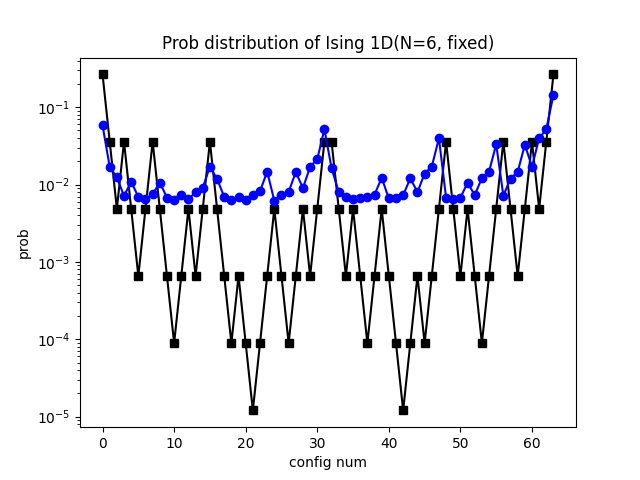 Prob distribution of Ising 1D(N=6, fixed)
prob
10⁻¹
10⁻²
10⁻³
10⁻⁴
10⁻⁵
0 10 20 30 40 50 60
config num